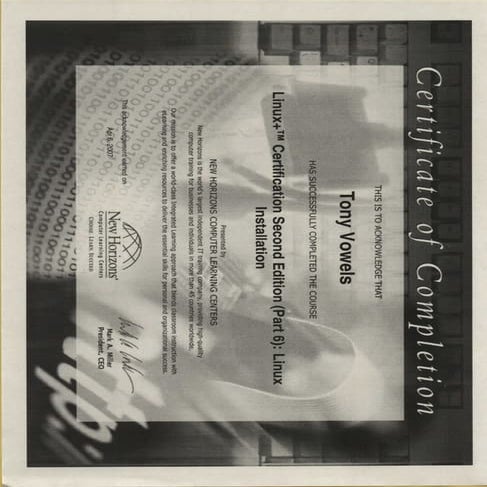 Certificate of Completion
THIS IS TO ACKNOWLEDGE THAT
Tony Vowels
HAS SUCCESSFULLY COMPLETED THE COURSE
Linux+™ Certification Second Edition (Part 6): Linux
Installation
Presented by
NEW HORIZONS COMPUTER LEARNING CENTERS
New Horizons is the world's largest independent IT training company, providing high-quality
computer training for businesses and individuals in more than 45 countries worldwide.
Our mission is to offer a world-class Integrated Learning approach that blends classroom instruction with
eLearning and enriching resources to deliver the essential skills for personal and organizational success.
This acknowledgement earned on
Apr 6, 2007
New Horizons
Computer Learning Centers
Mark A. Miller
President, CEO